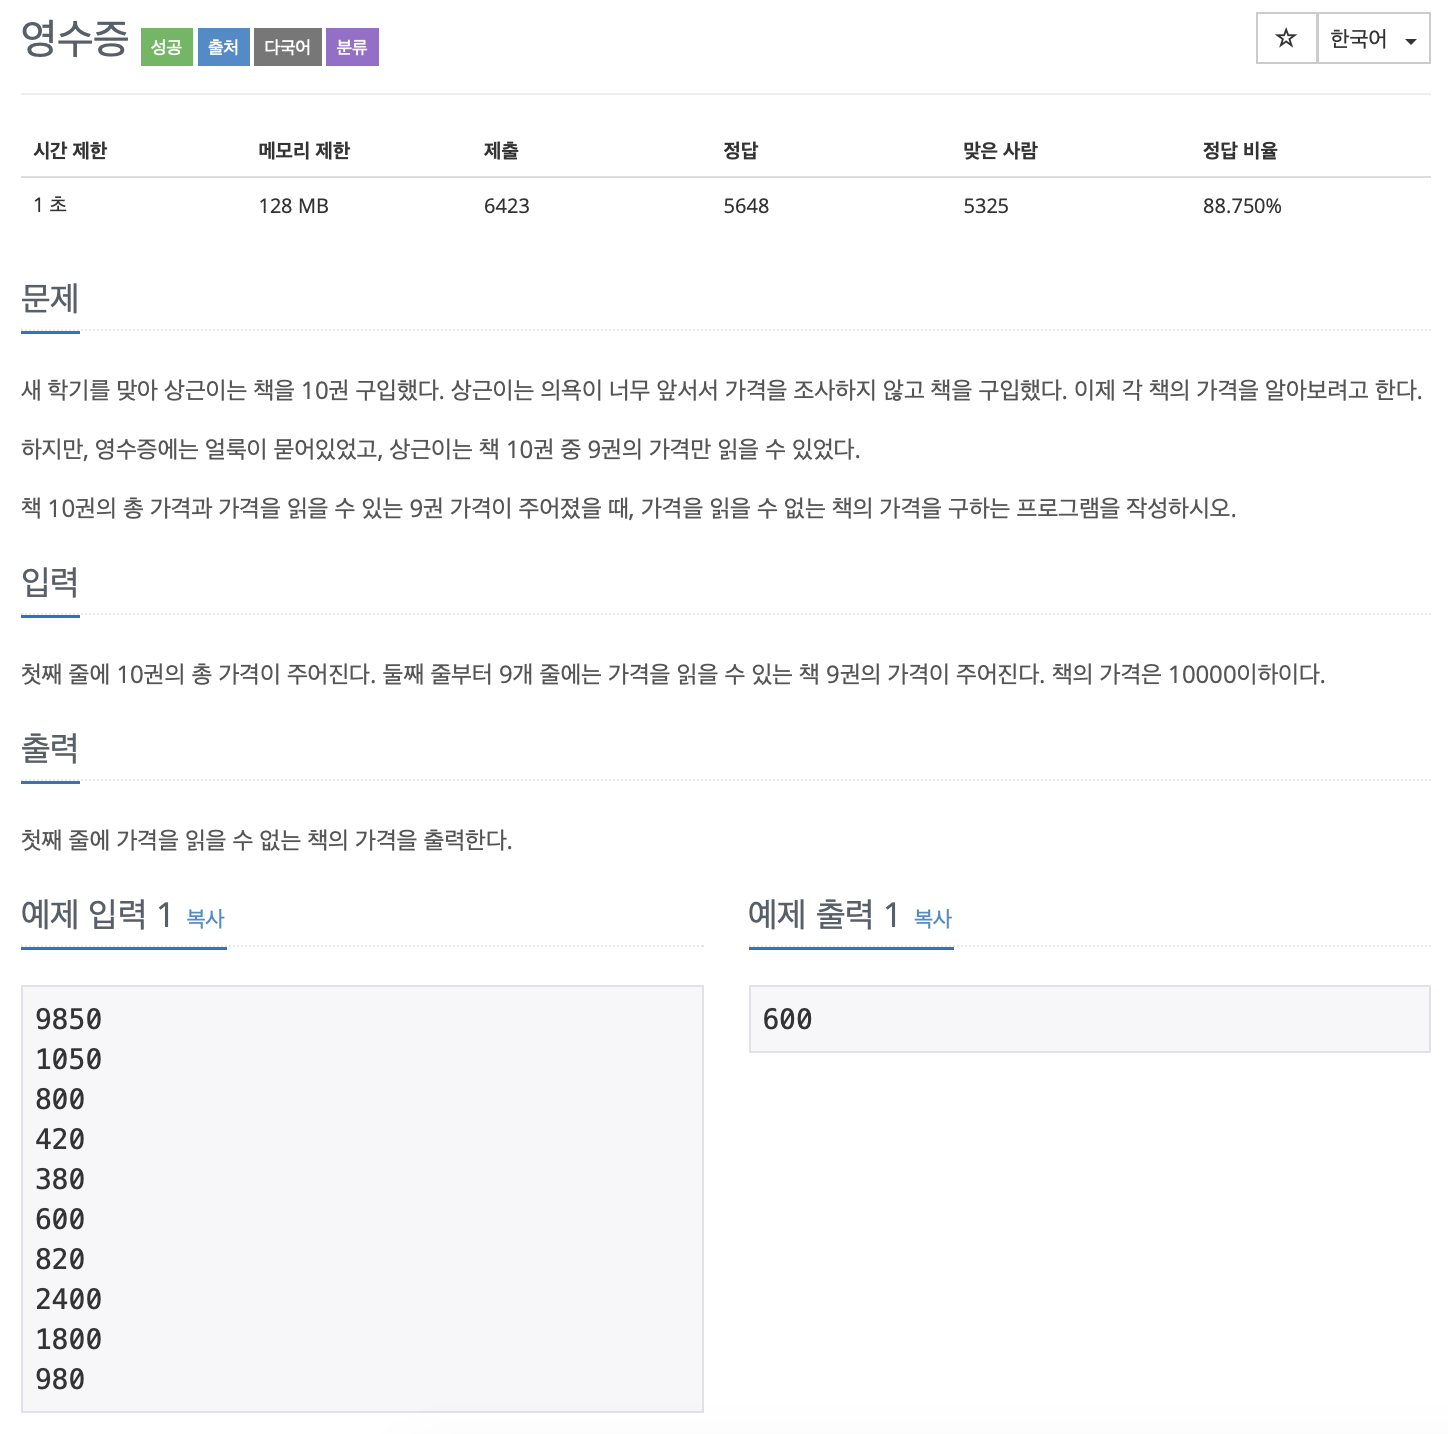 영수증 성공 출처 다국어 분류 ☆ 한국어
시간 제한 메모리 제한 제출 정답 맞은 사람 정답 비율
1 초 128 MB 6423 5648 5325 88.750%
문제
새 학기를 맞아 상근이는 책을 10권 구입했다. 상근이는 의욕이 너무 앞서서 가격을 조사하지 않고 책을 구입했다. 이제 각 책의 가격을 알아보려고 한다.
하지만, 영수증에는 얼룩이 묻어있었고, 상근이는 책 10권 중 9권의 가격만 읽을 수 있었다.
책 10권의 총 가격과 가격을 읽을 수 있는 9권 가격이 주어졌을 때, 가격을 읽을 수 없는 책의 가격을 구하는 프로그램을 작성하시오.
입력
첫째 줄에 10권의 총 가격이 주어진다. 둘째 줄부터 9개 줄에는 가격을 읽을 수 있는 책 9권의 가격이 주어진다. 책의 가격은 10000이하이다.
출력
첫째 줄에 가격을 읽을 수 없는 책의 가격을 출력한다.
예제 입력 1 복사
9850
1050
800
420
380
600
820
2400
1800
980
예제 출력 1 복사
600